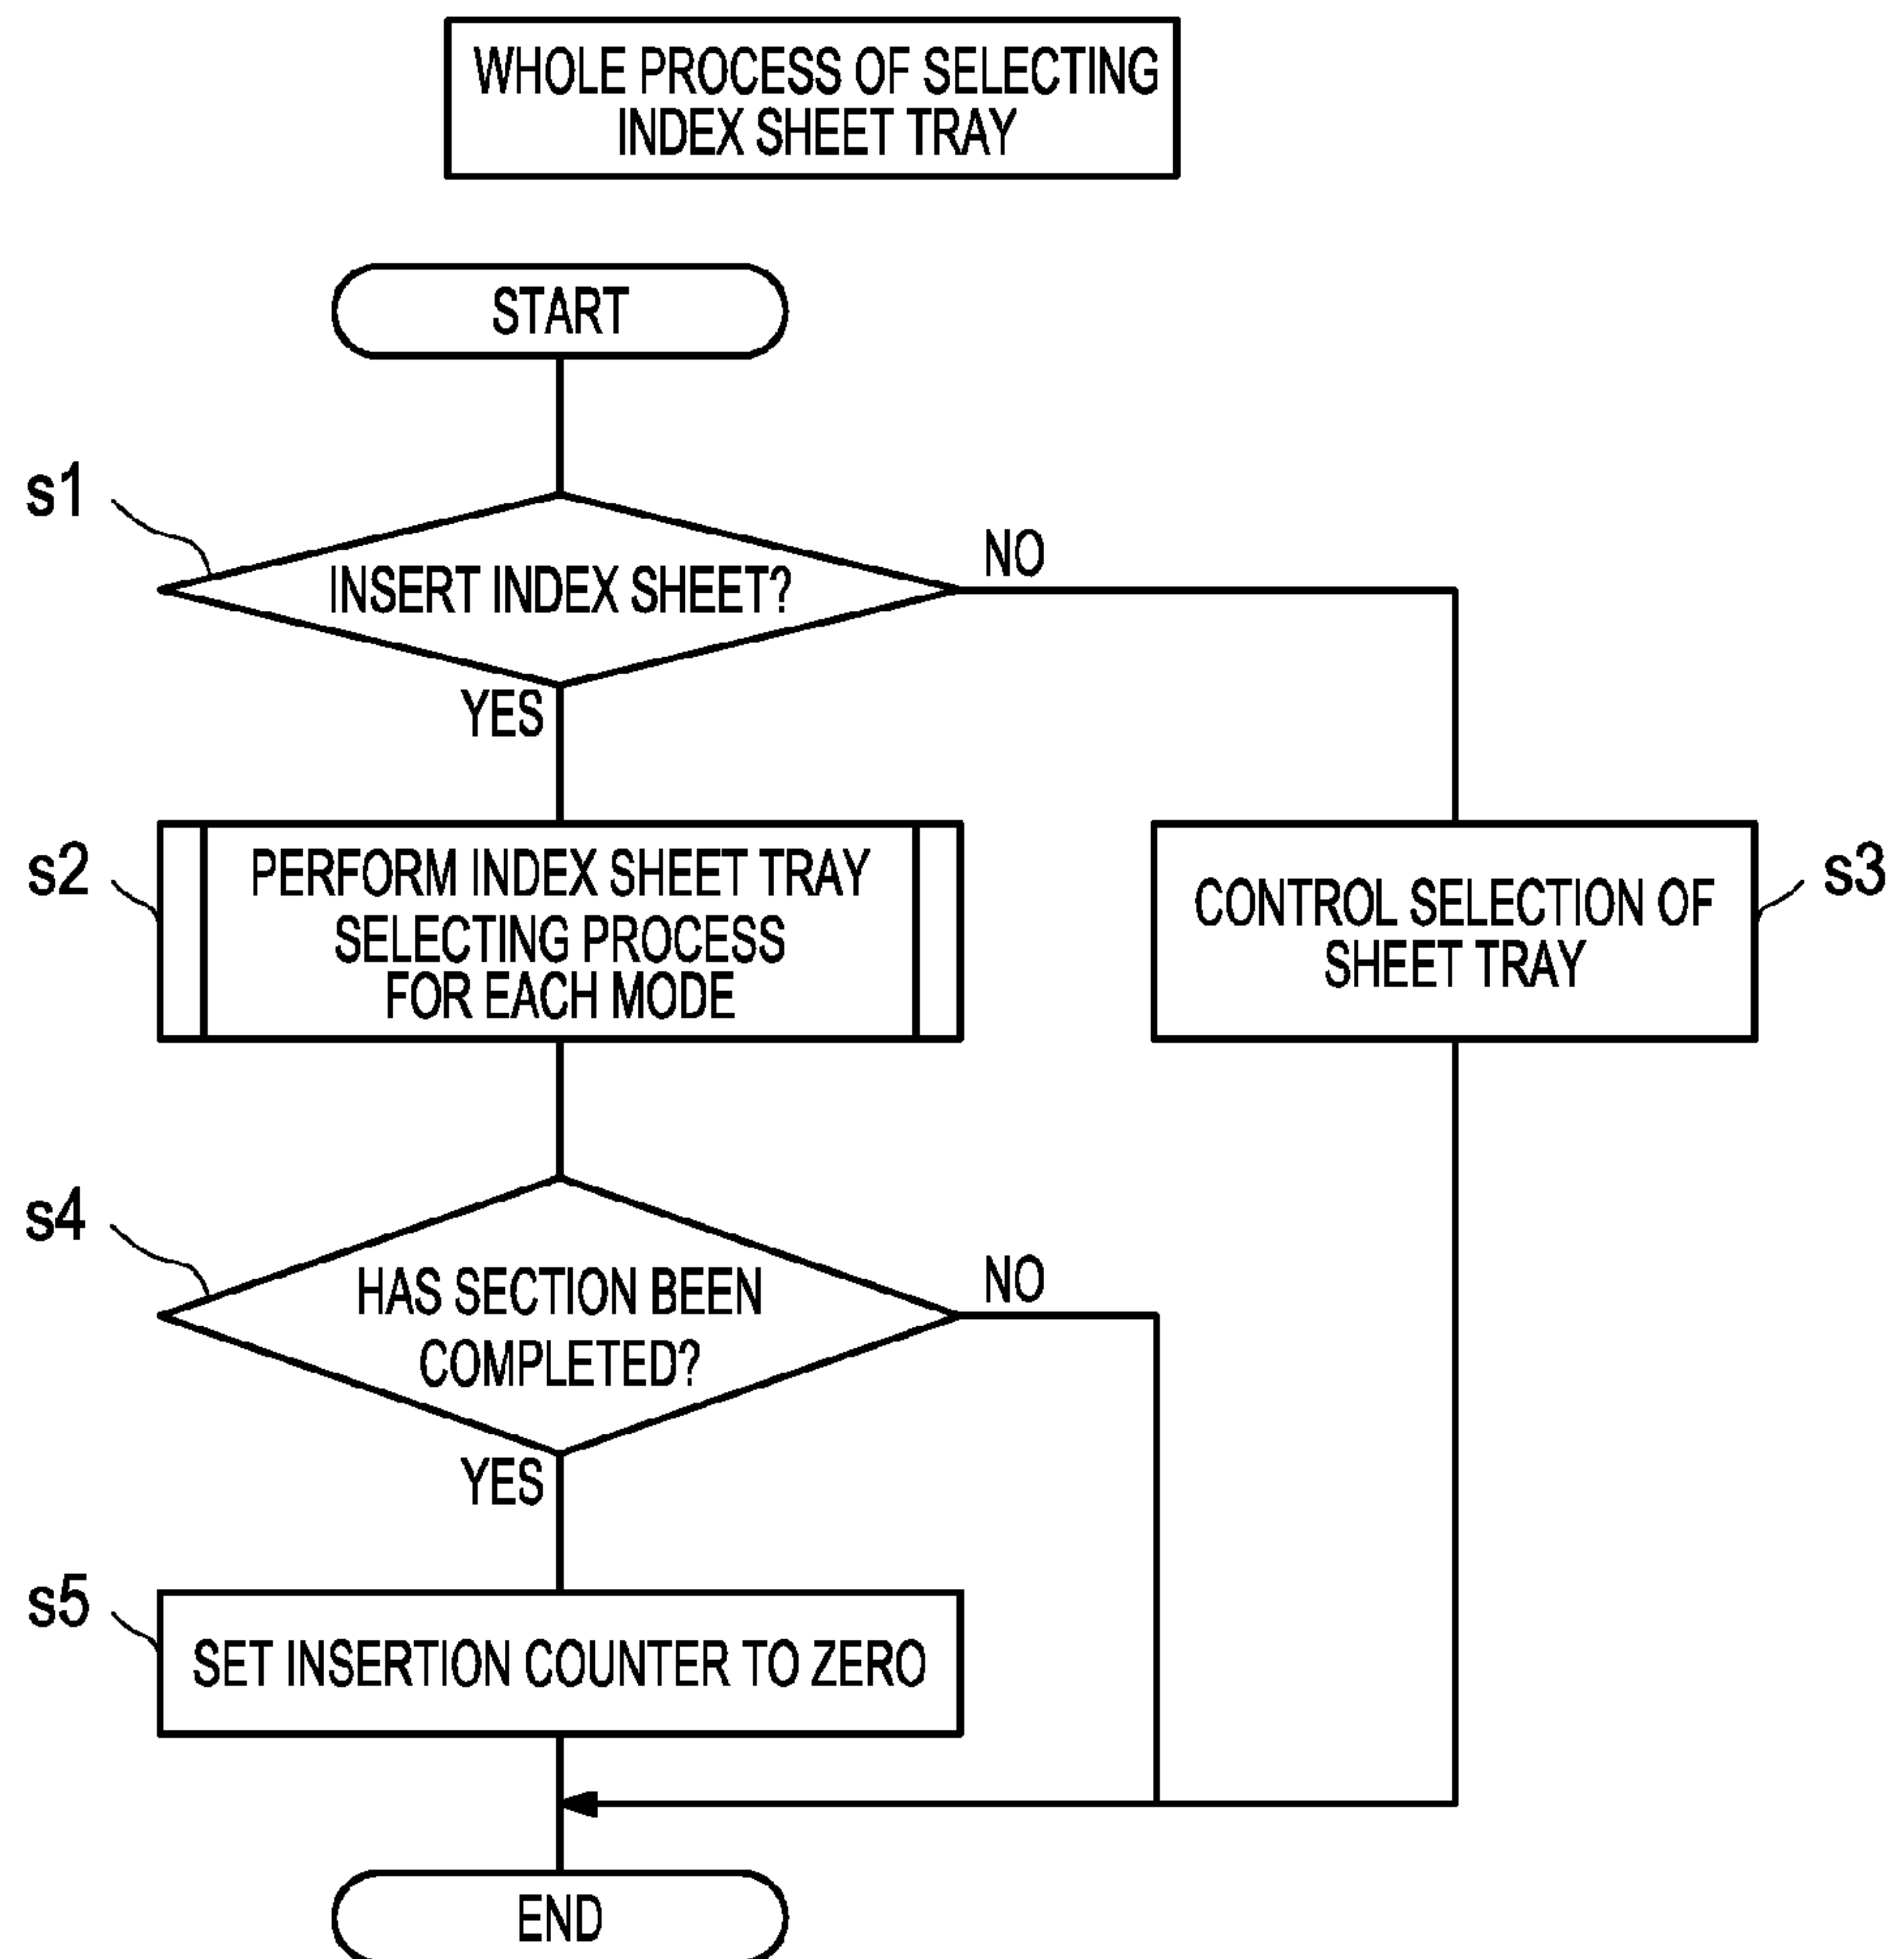 WHOLE PROCESS OF SELECTING
INDEX SHEET TRAY
START
s1
INSERT INDEX SHEET?
NO
YES
s2
PERFORM INDEX SHEET TRAY
SELECTING PROCESS
FOR EACH MODE
CONTROL SELECTION OF
SHEET TRAY
s3
s4
HAS SECTION BEEN
COMPLETED?
NO
YES
s5
SET INSERTION COUNTER TO ZERO
END